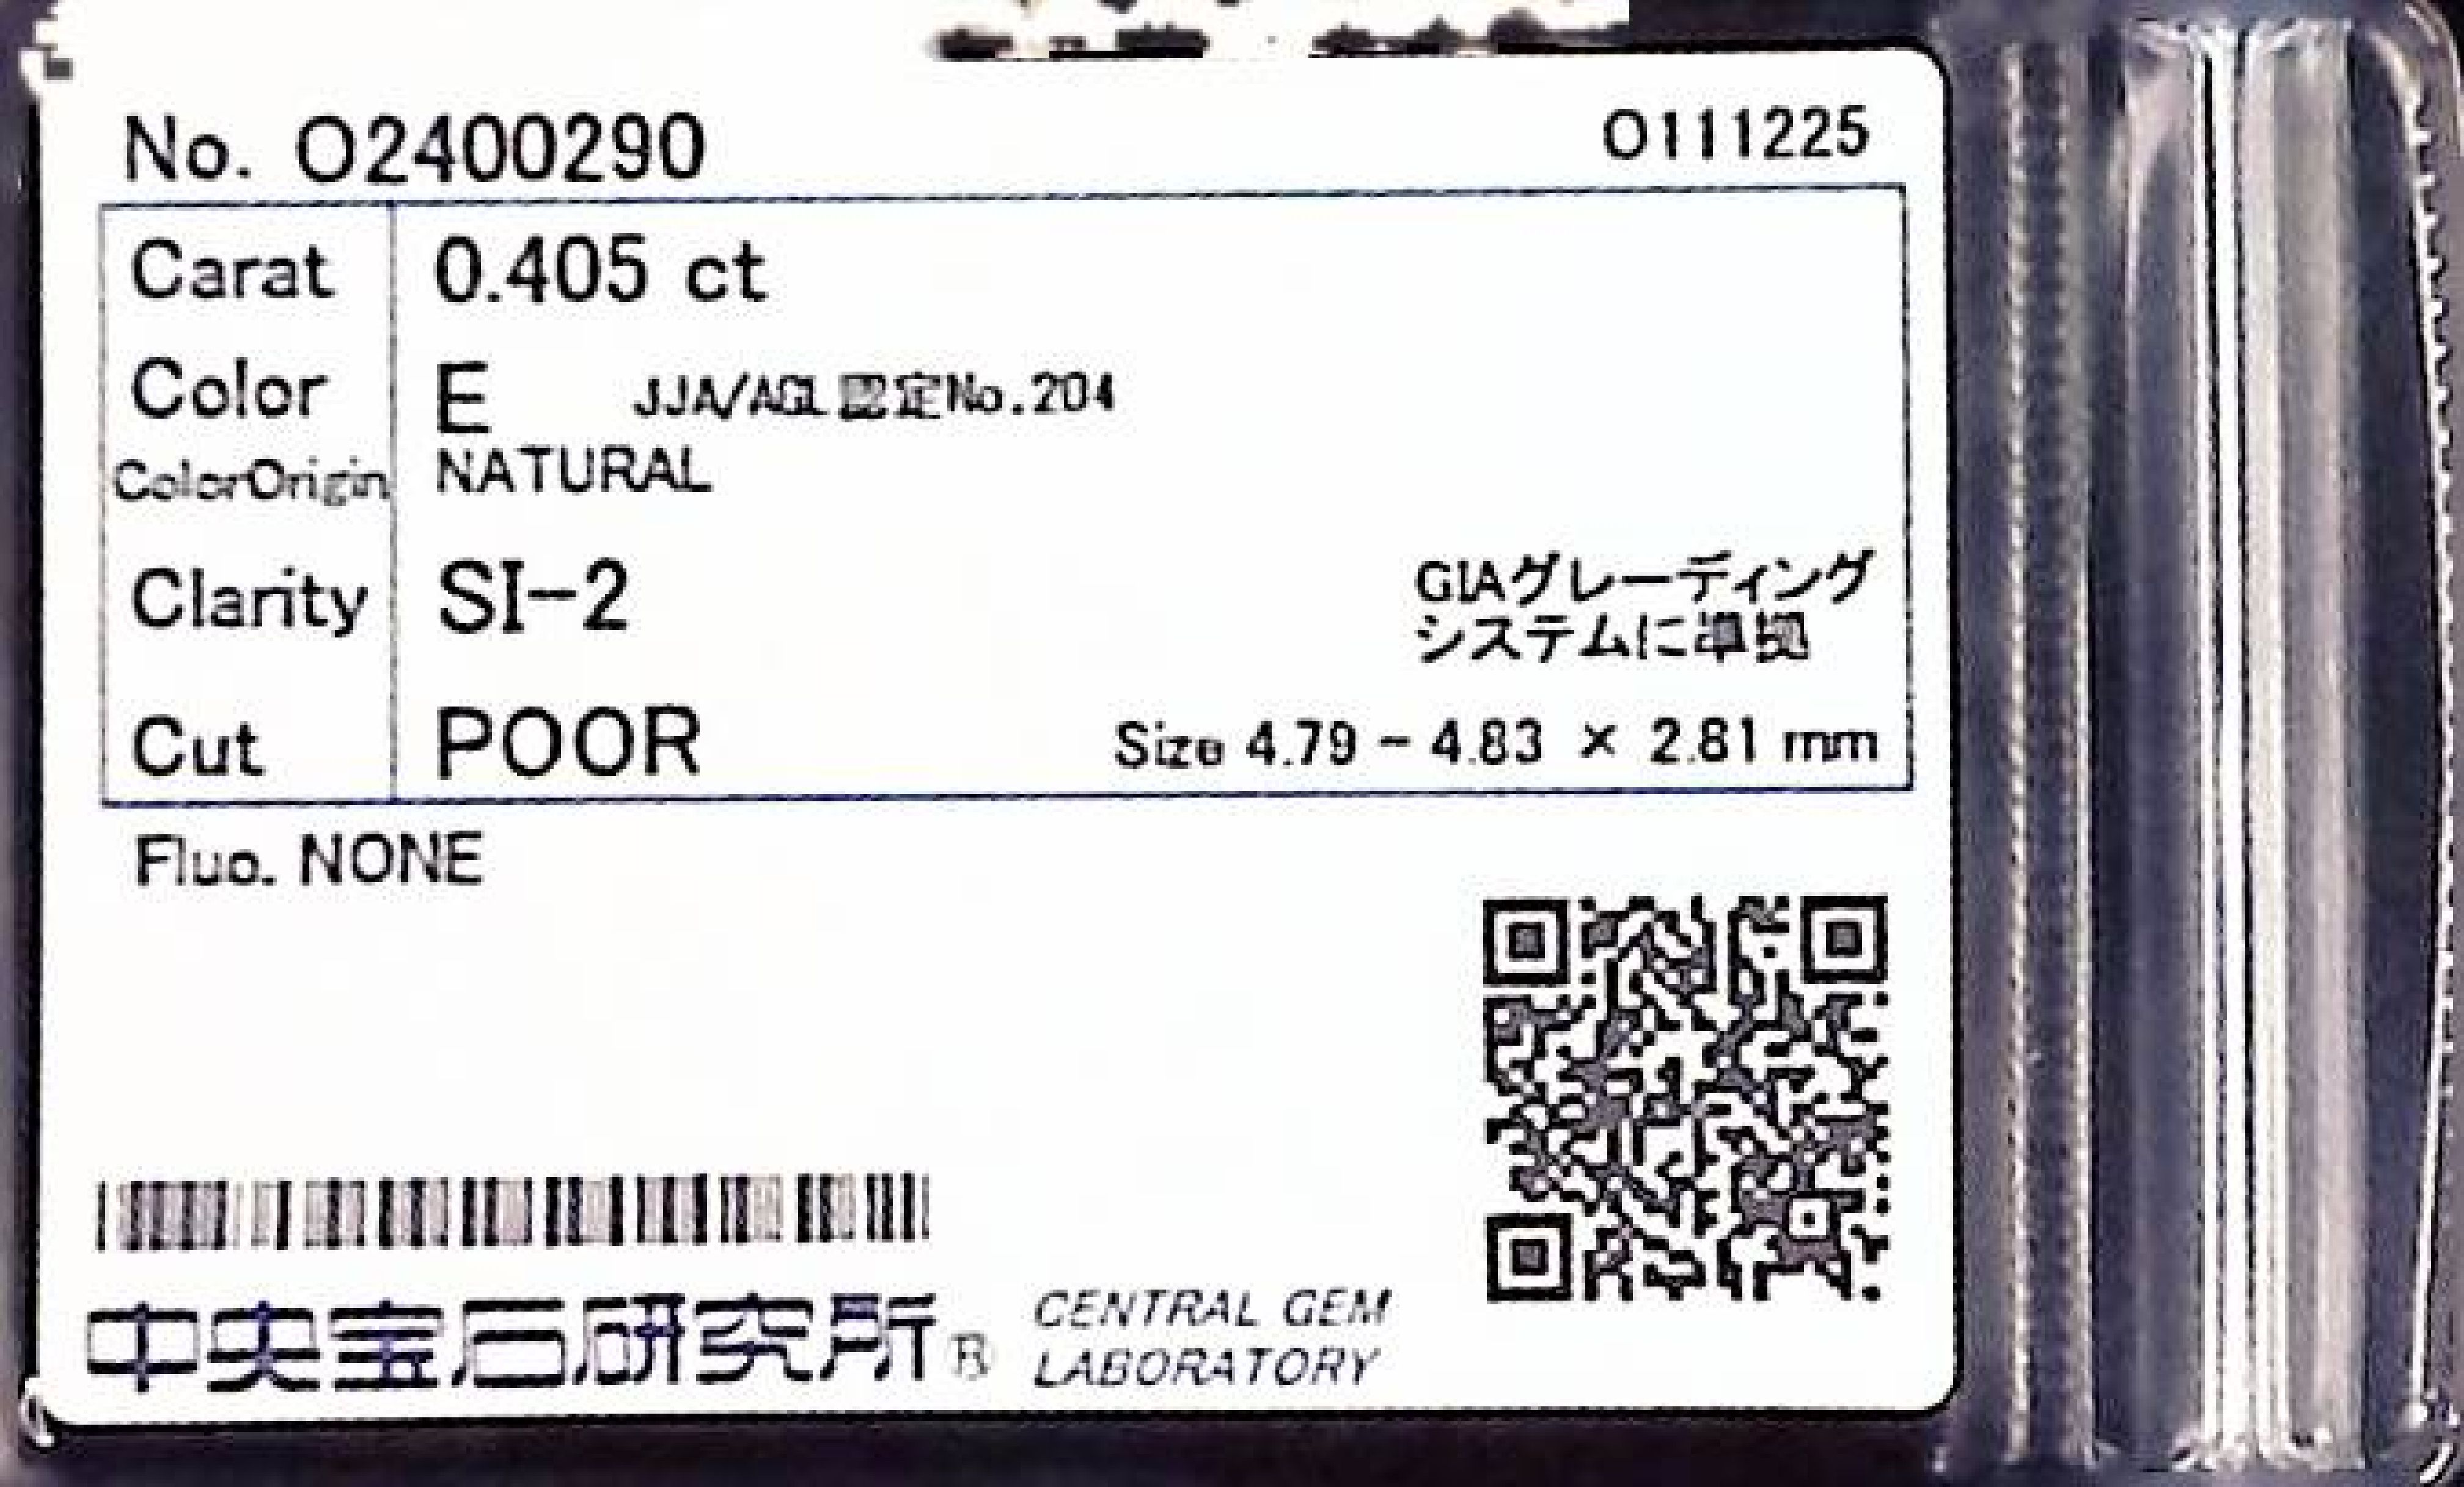 No. O2400290
O111225
Carat 0.405 ct
Color E JJA/AGL認定No.204
ColorOrigin NATURAL
Clarity SI-2
GIAグレーディング
システムに準拠
Cut POOR Size 4.79 - 4.83 × 2.81 mm
Fluo. NONE
中央宝石研究所® CENTRAL GEM
LABORATORY